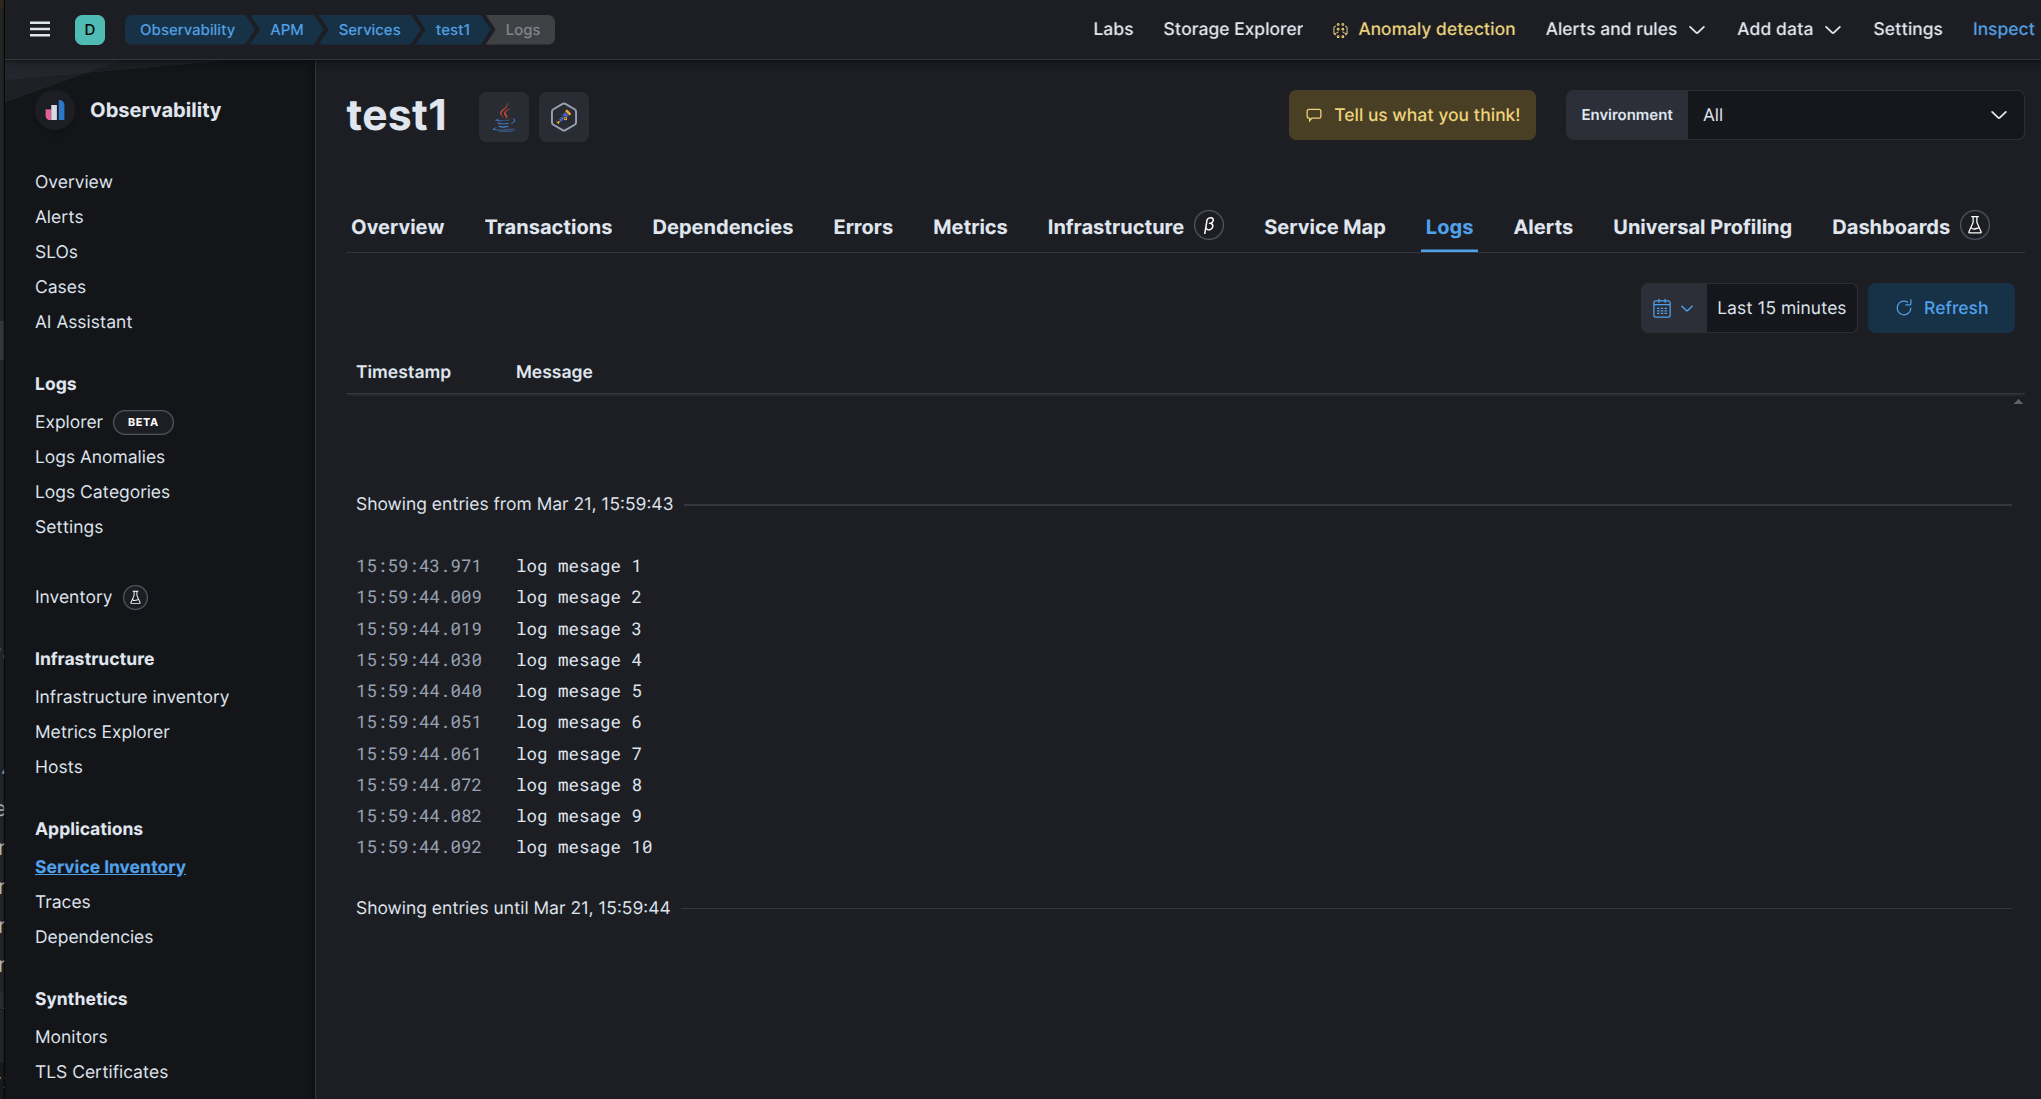 D Observability APM Services test1 Logs Labs Storage Explorer Anomaly detection Alerts and rules Add data Settings Inspect
Observability
Overview
Alerts
SLOs
Cases
AI Assistant
Logs
Explorer BETA
Logs Anomalies
Logs Categories
Settings
Inventory
Infrastructure
Infrastructure inventory
Metrics Explorer
Hosts
Applications
Service Inventory
Traces
Dependencies
Synthetics
Monitors
TLS Certificates
test1 Tell us what you think! Environment All
Overview Transactions Dependencies Errors Metrics Infrastructure β Service Map Logs Alerts Universal Profiling Dashboards
Last 15 minutes Refresh
Timestamp Message
Showing entries from Mar 21, 15:59:43
15:59:43.971 log mesage 1
15:59:44.009 log mesage 2
15:59:44.019 log mesage 3
15:59:44.030 log mesage 4
15:59:44.040 log mesage 5
15:59:44.051 log mesage 6
15:59:44.061 log mesage 7
15:59:44.072 log mesage 8
15:59:44.082 log mesage 9
15:59:44.092 log mesage 10
Showing entries until Mar 21, 15:59:44